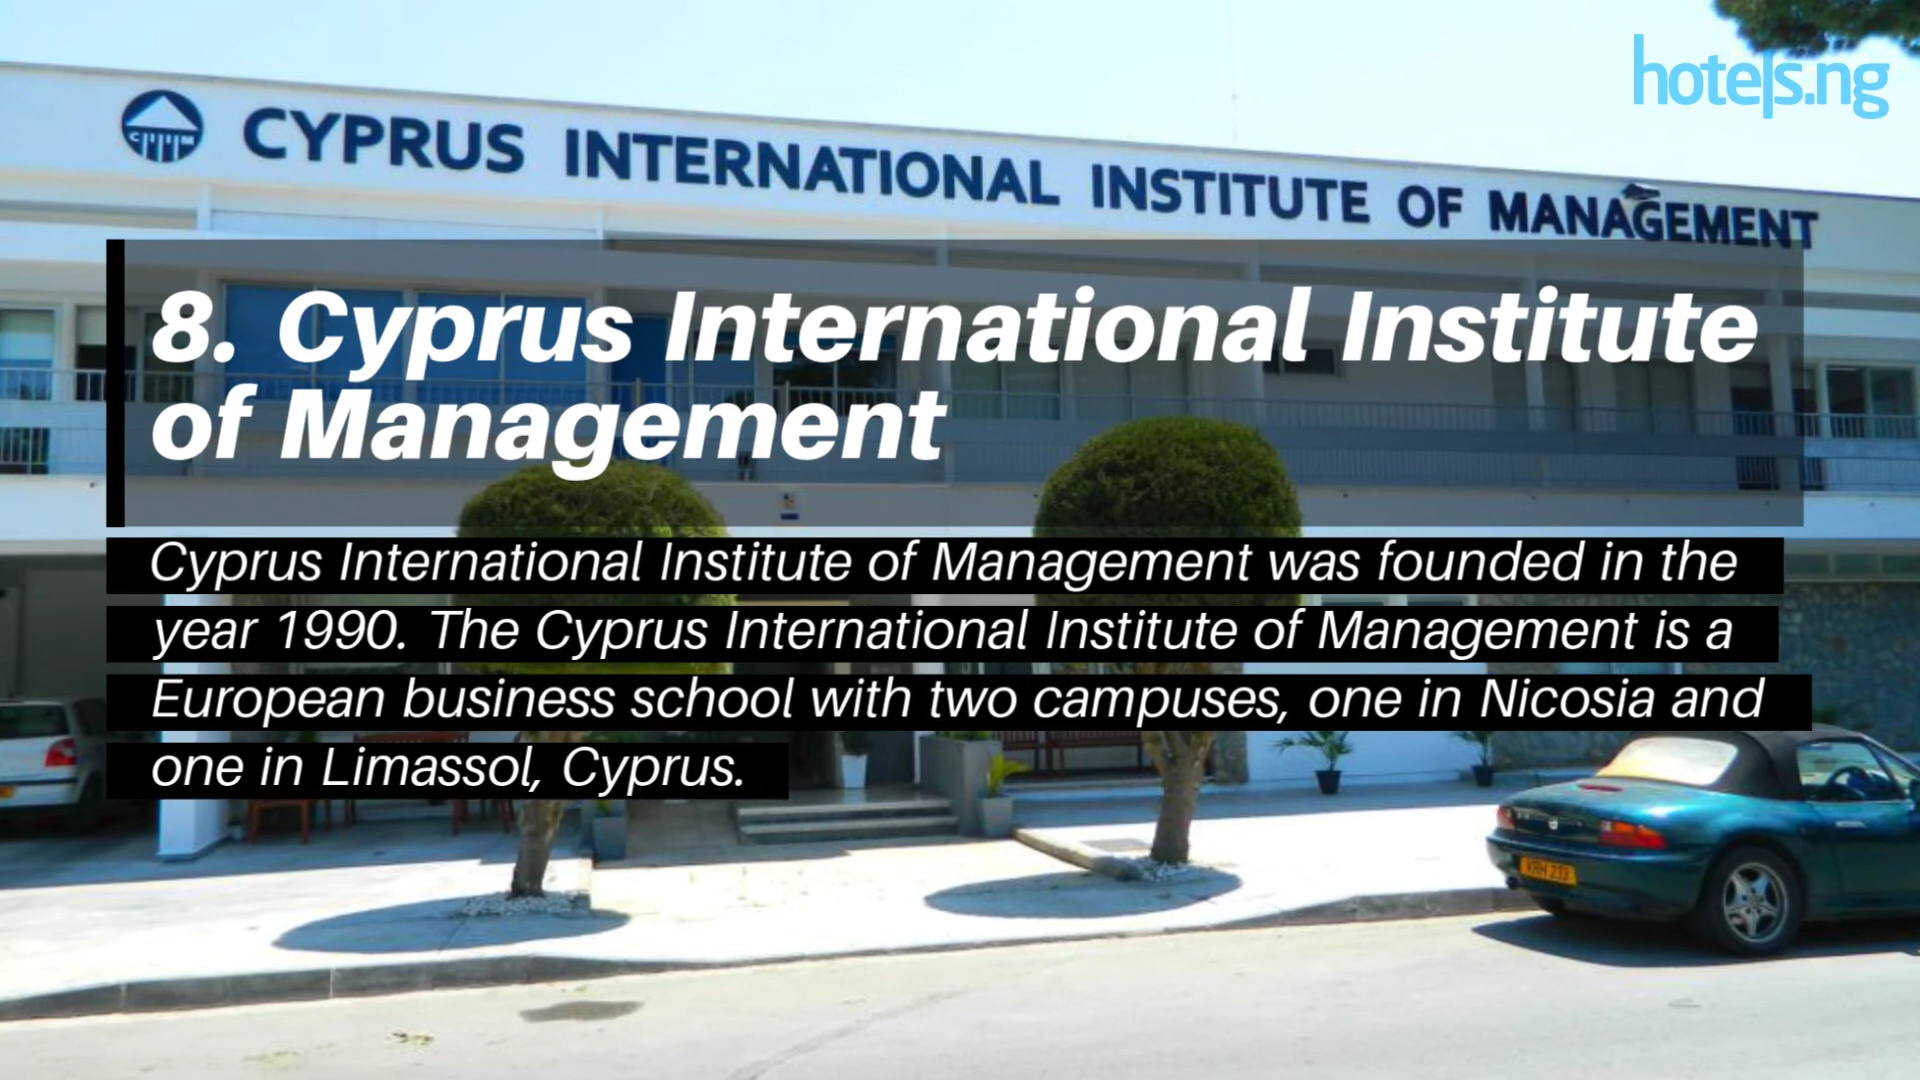 hotels.ng
CIIM
CYPRUS INTERNATIONAL INSTITUTE OF MANAGEMENT
8. Cyprus International Institute
of Management
Cyprus International Institute of Management was founded in the
year 1990. The Cyprus International Institute of Management is a
European business school with two campuses, one in Nicosia and
one in Limassol, Cyprus.